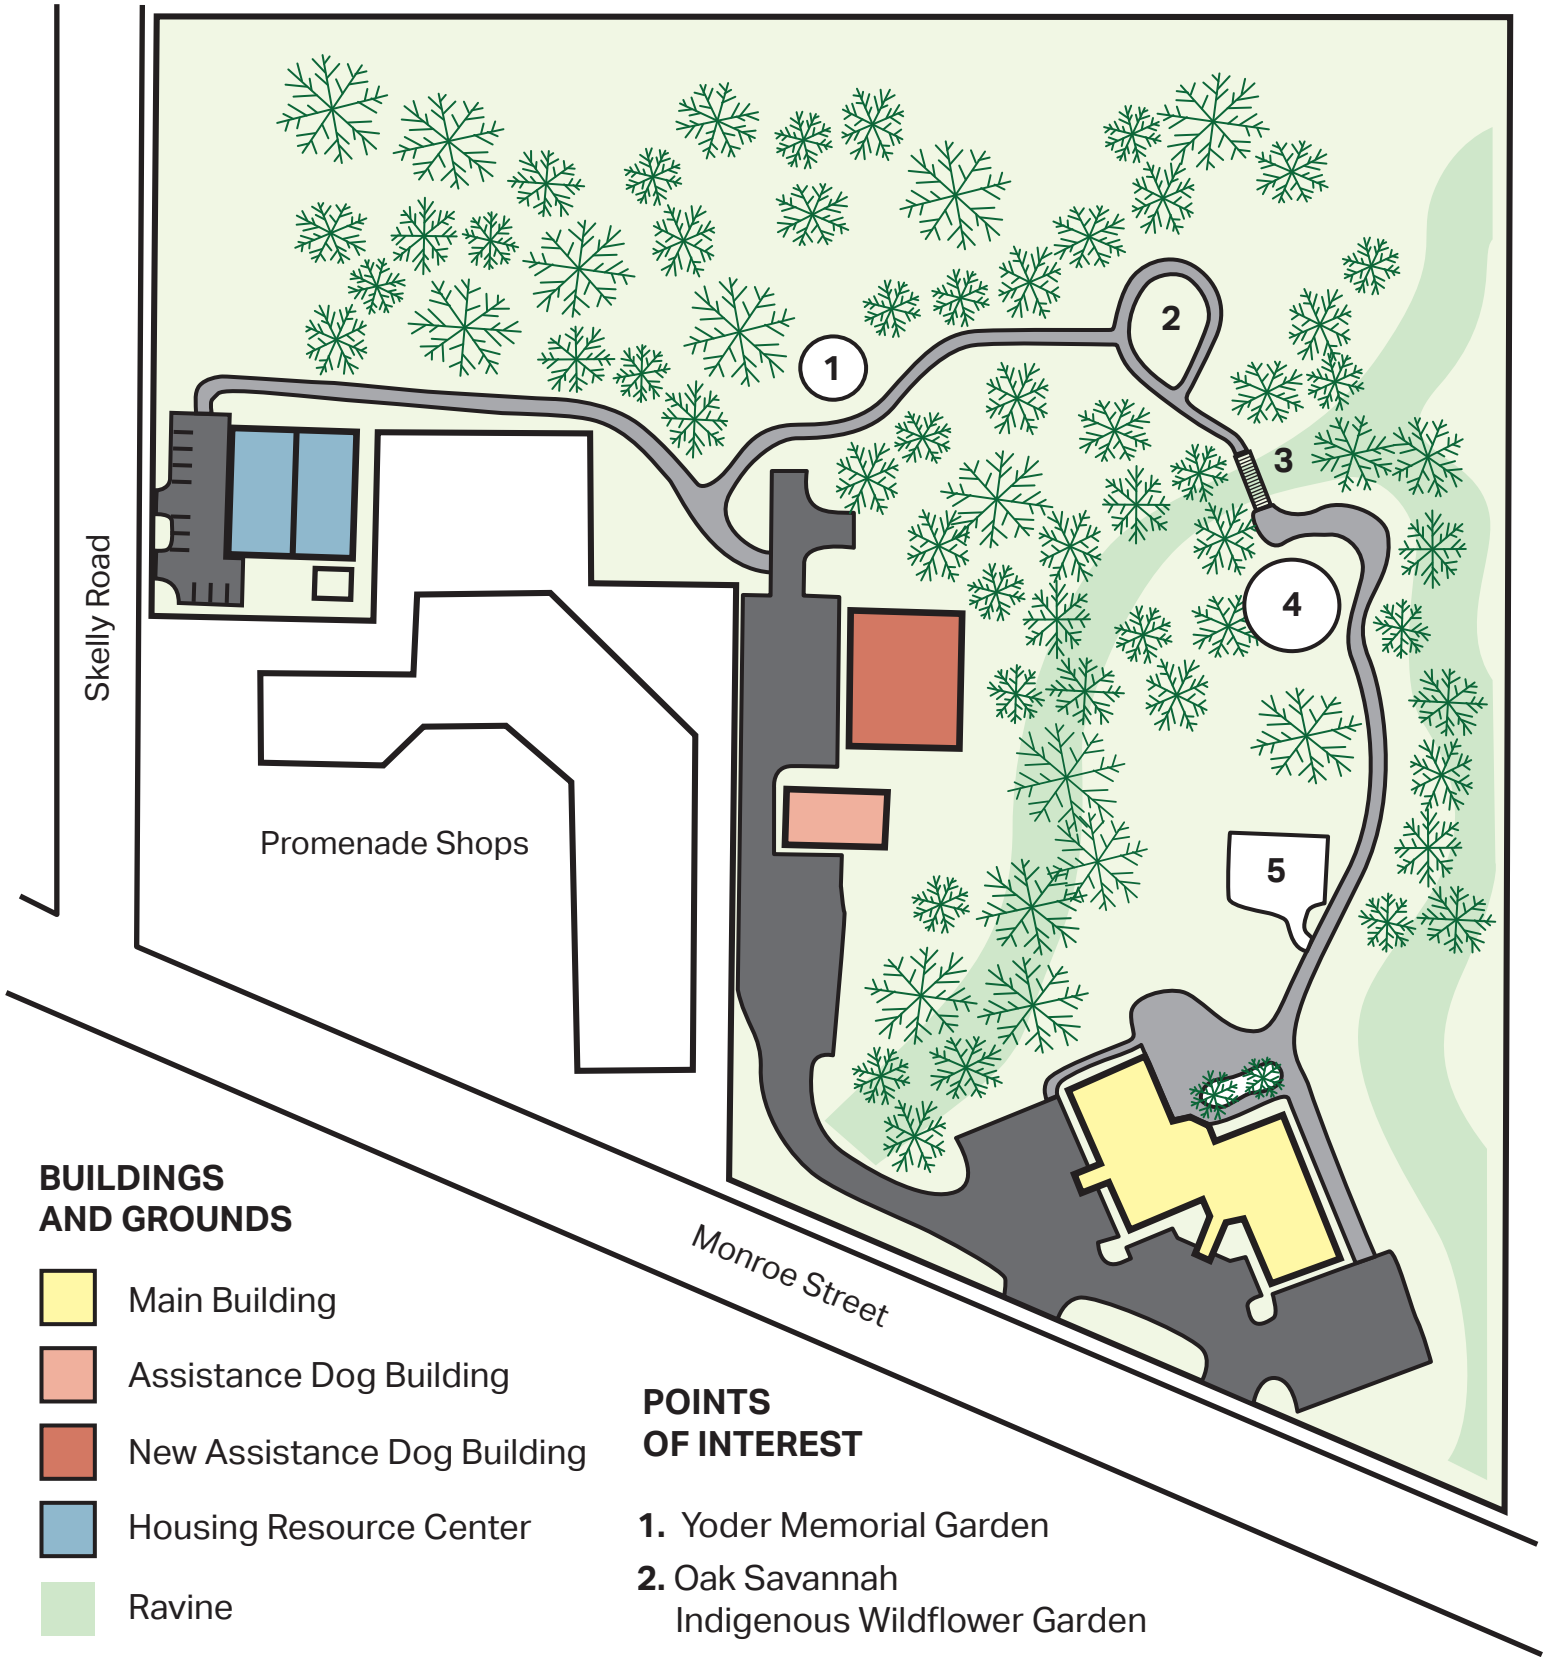 1
2
3
4
5
Skelly Road
Promenade Shops
Monroe Street
BUILDINGS
AND GROUNDS
Main Building
Assistance Dog Building
New Assistance Dog Building
Housing Resource Center
Ravine
POINTS
OF INTEREST
1. Yoder Memorial Garden
2. Oak Savannah
Indigenous Wildflower Garden